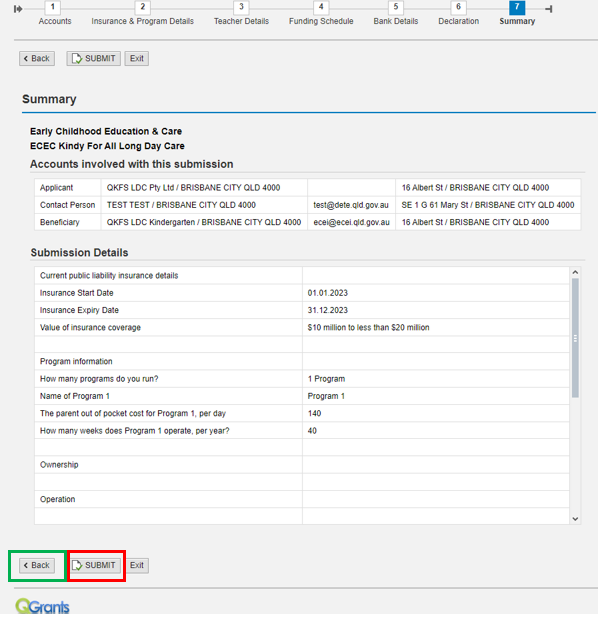 1 2 3 4 5 6 7
Accounts Insurance & Program Details Teacher Details Funding Schedule Bank Details Declaration Summary
Back SUBMIT Exit
Summary
Early Childhood Education & Care
ECEC Kindy For All Long Day Care
Accounts involved with this submission
Applicant QKFS LDC Pty Ltd / BRISBANE CITY QLD 4000 16 Albert St / BRISBANE CITY QLD 4000
Contact Person TEST TEST / BRISBANE CITY QLD 4000 test@dete.qld.gov.au SE 1 G 61 Mary St / BRISBANE CITY QLD 4000
Beneficiary QKFS LDC Kindergarten / BRISBANE CITY QLD 4000 ecei@ecei.qld.gov.au 16 Albert St / BRISBANE CITY QLD 4000
Submission Details
Current public liability insurance details
Insurance Start Date 01.01.2023
Insurance Expiry Date 31.12.2023
Value of insurance coverage $10 million to less than $20 million
Program information
How many programs do you run? 1 Program
Name of Program 1 Program 1
The parent out of pocket cost for Program 1, per day 140
How many weeks does Program 1 operate, per year? 40
Ownership
Operation
Back SUBMIT Exit
QGrants